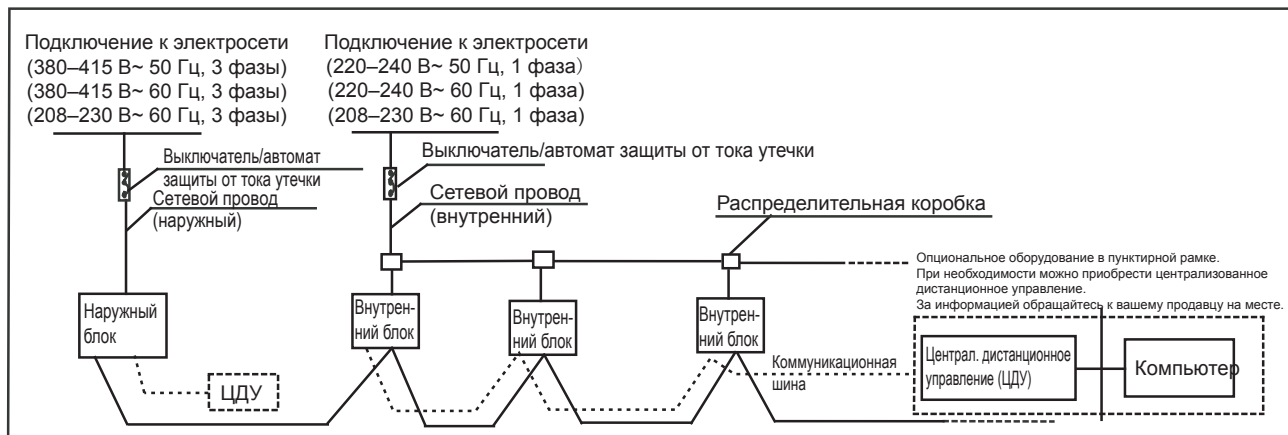 Подключение к электросети
(380–415 В~ 50 Гц, 3 фазы)
(380–415 В~ 60 Гц, 3 фазы)
(208–230 В~ 60 Гц, 3 фазы)
Подключение к электросети
(220–240 В~ 50 Гц, 1 фаза)
(220–240 В~ 60 Гц, 1 фаза)
(208–230 В~ 60 Гц, 1 фаза)
Выключатель/автомат
защиты от тока утечки
Сетевой провод
(наружный)
Выключатель/автомат защиты от тока утечки
Сетевой провод
(внутренний)
Распределительная коробка
Опциональное оборудование в пунктирной рамке.
При необходимости можно приобрести централизованное
дистанционное управление.
За информацией обращайтесь к вашему продавцу на месте.
Наружный
блок
Внутрен-
ний блок
Внутрен-
ний блок
Внутрен-
ний блок
ЦДУ
Коммуникационная
шина
Централ. дистанционное
управление (ЦДУ)
Компьютер